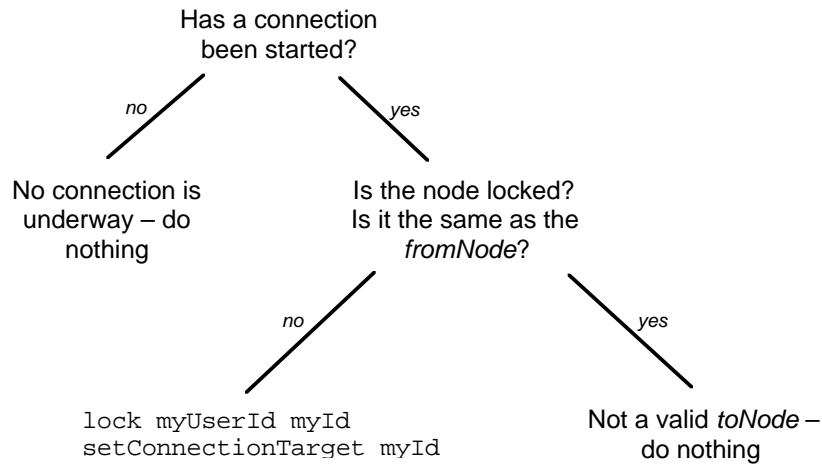 Has a connection
been started?
no
yes
No connection is
underway – do
nothing
Is the node locked?
Is it the same as the
fromNode?
no
yes
lock myUserId myId
setConnectionTarget myId
Not a valid toNode –
do nothing